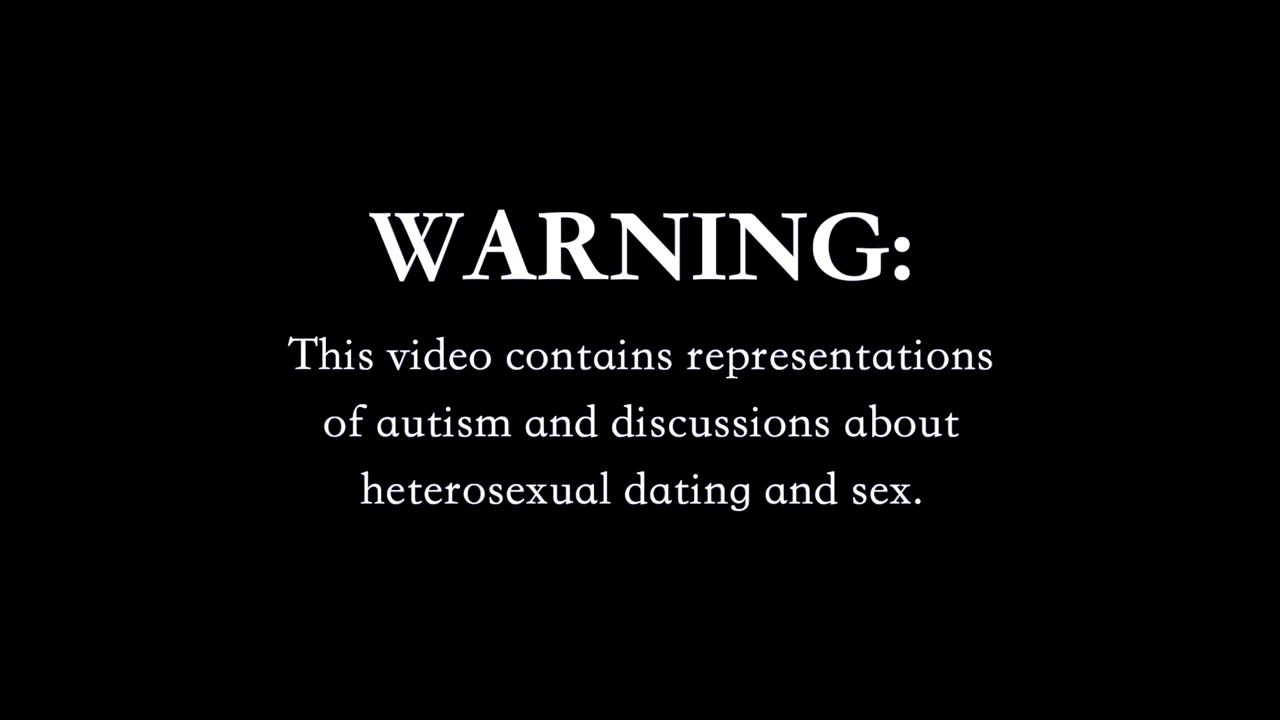 WARNING:
This video contains representations
of autism and discussions about
heterosexual dating and sex.